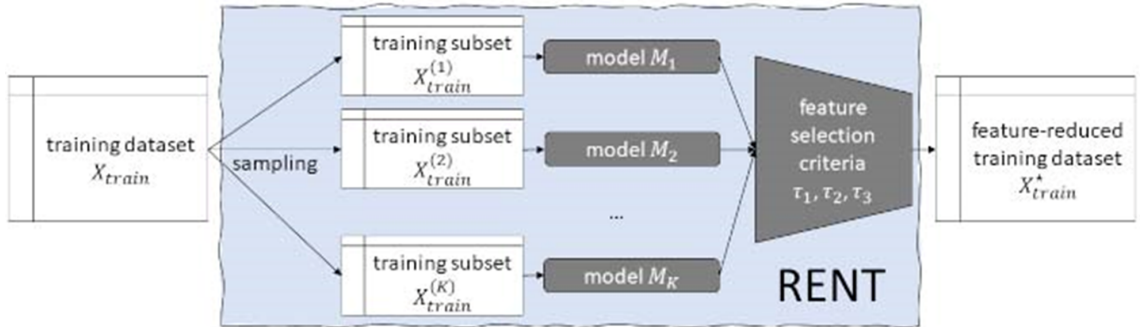 training dataset
X_train
sampling
training subset
X_train^(1)
model M_1
training subset
X_train^(2)
model M_2
...
training subset
X_train^(K)
model M_K
feature
selection
criteria
τ_1, τ_2, τ_3
RENT
feature-reduced
training dataset
X_train^⋆